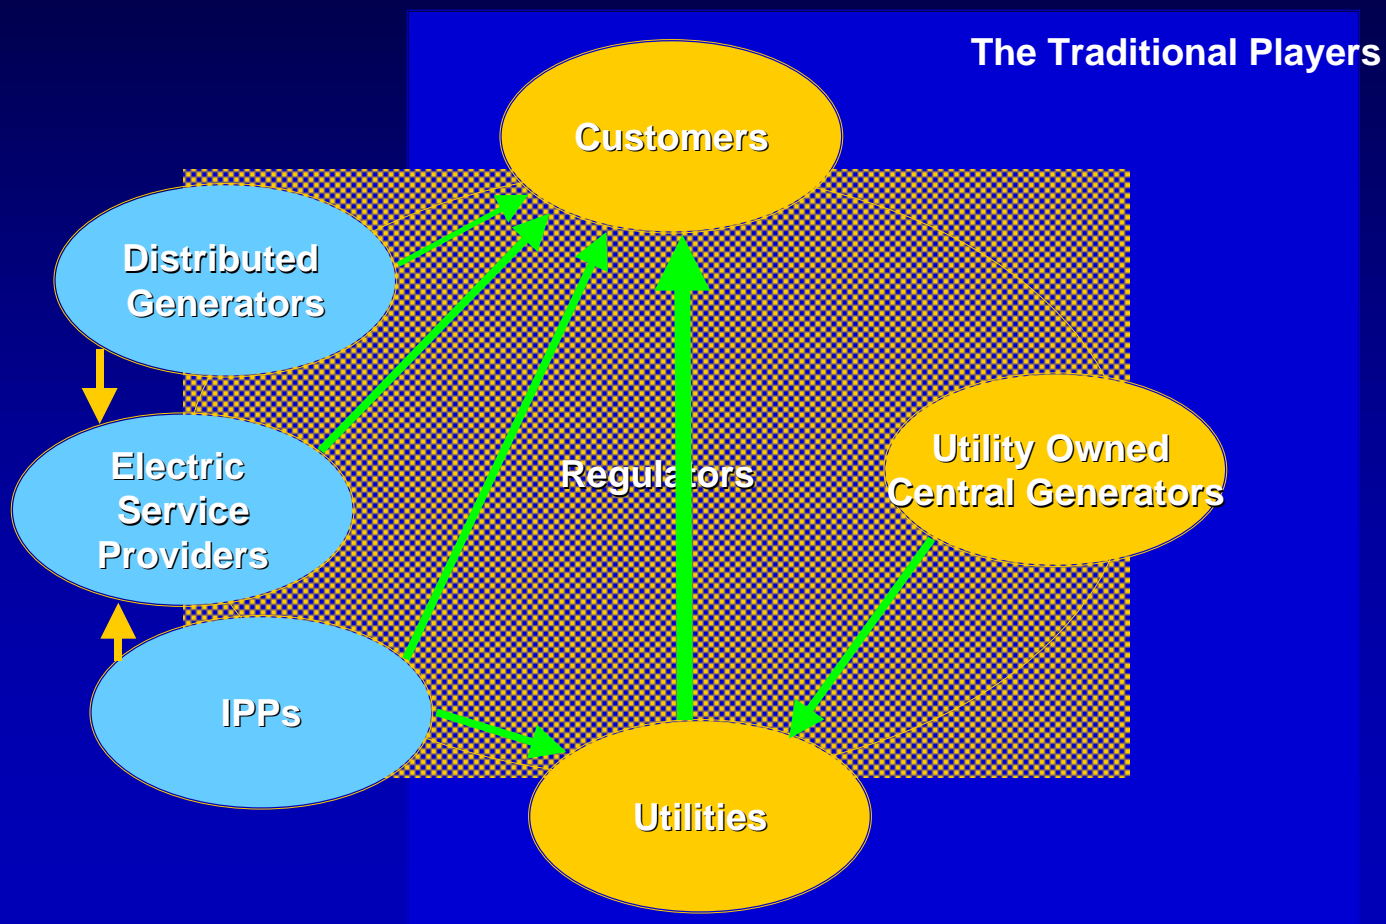 The Traditional Players
Customers
Distributed
Generators
Electric
Service
Providers
Regulators
Utility Owned
Central Generators
IPPs
Utilities